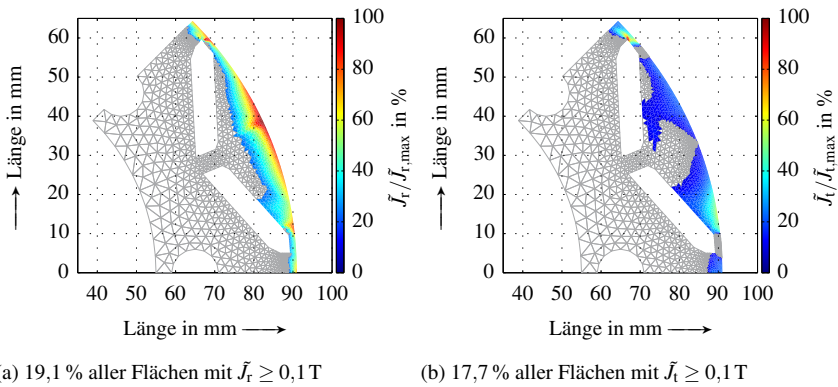 60
50
40
30
20
10
0
Länge in mm
40 50 60 70 80 90 100
Länge in mm
100
80
60
40
20
0
J̃r/J̃r,max in %
60
50
40
30
20
10
0
Länge in mm
40 50 60 70 80 90 100
Länge in mm
100
80
60
40
20
0
J̃t/J̃t,max in %
a) 19,1 % aller Flächen mit J̃r ≥ 0,1 T
(b) 17,7 % aller Flächen mit J̃t ≥ 0,1 T